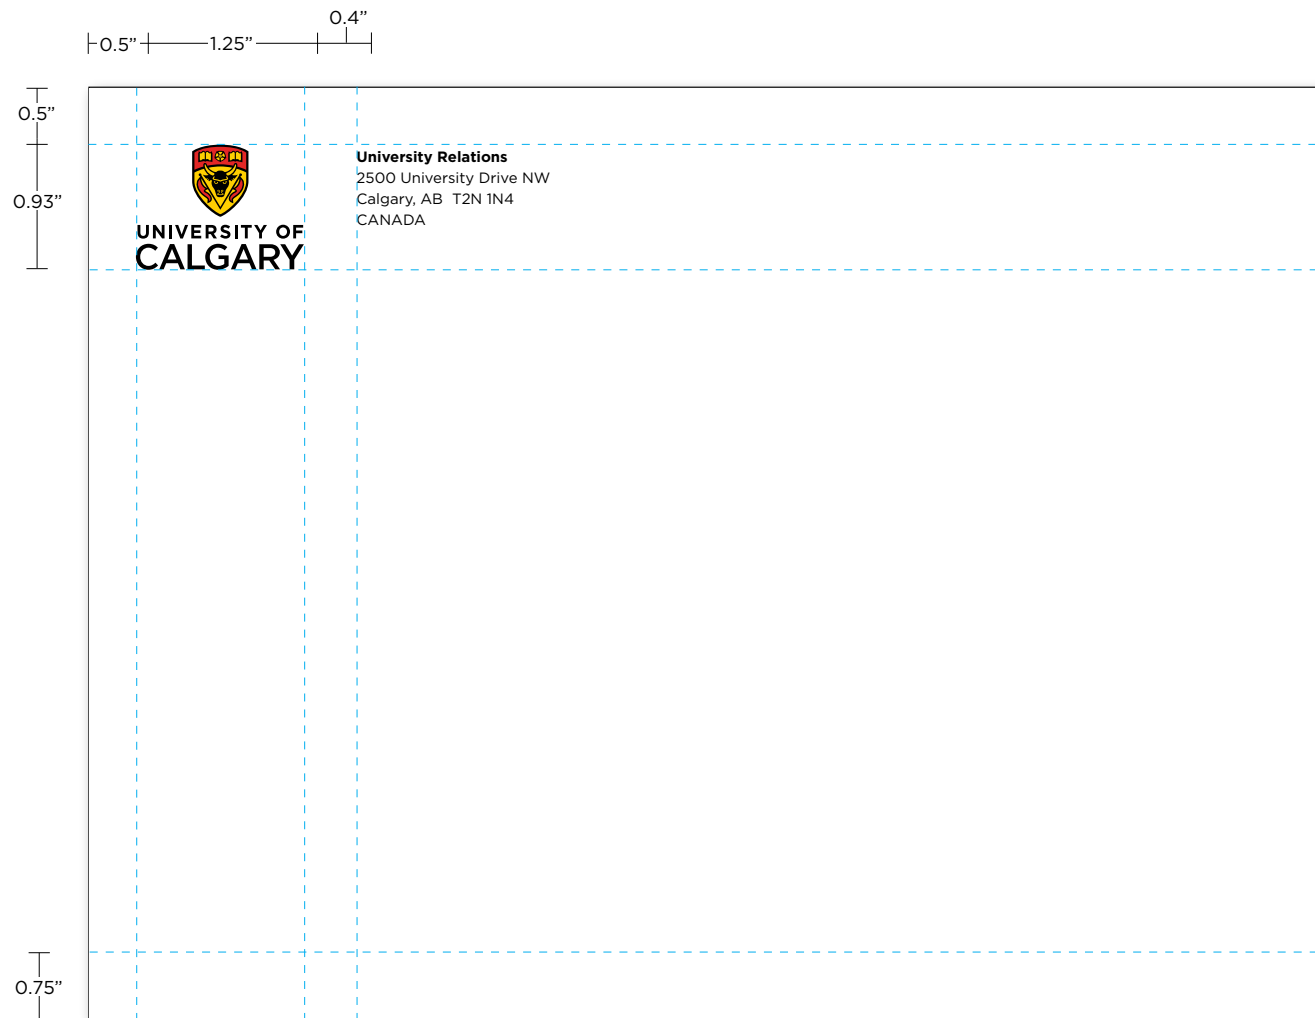 0.4”
0.5”
1.25”
0.5”
0.93”
University Relations
2500 University Drive NW
Calgary, AB  T2N 1N4
CANADA
UNIVERSITY OF
CALGARY
0.75”